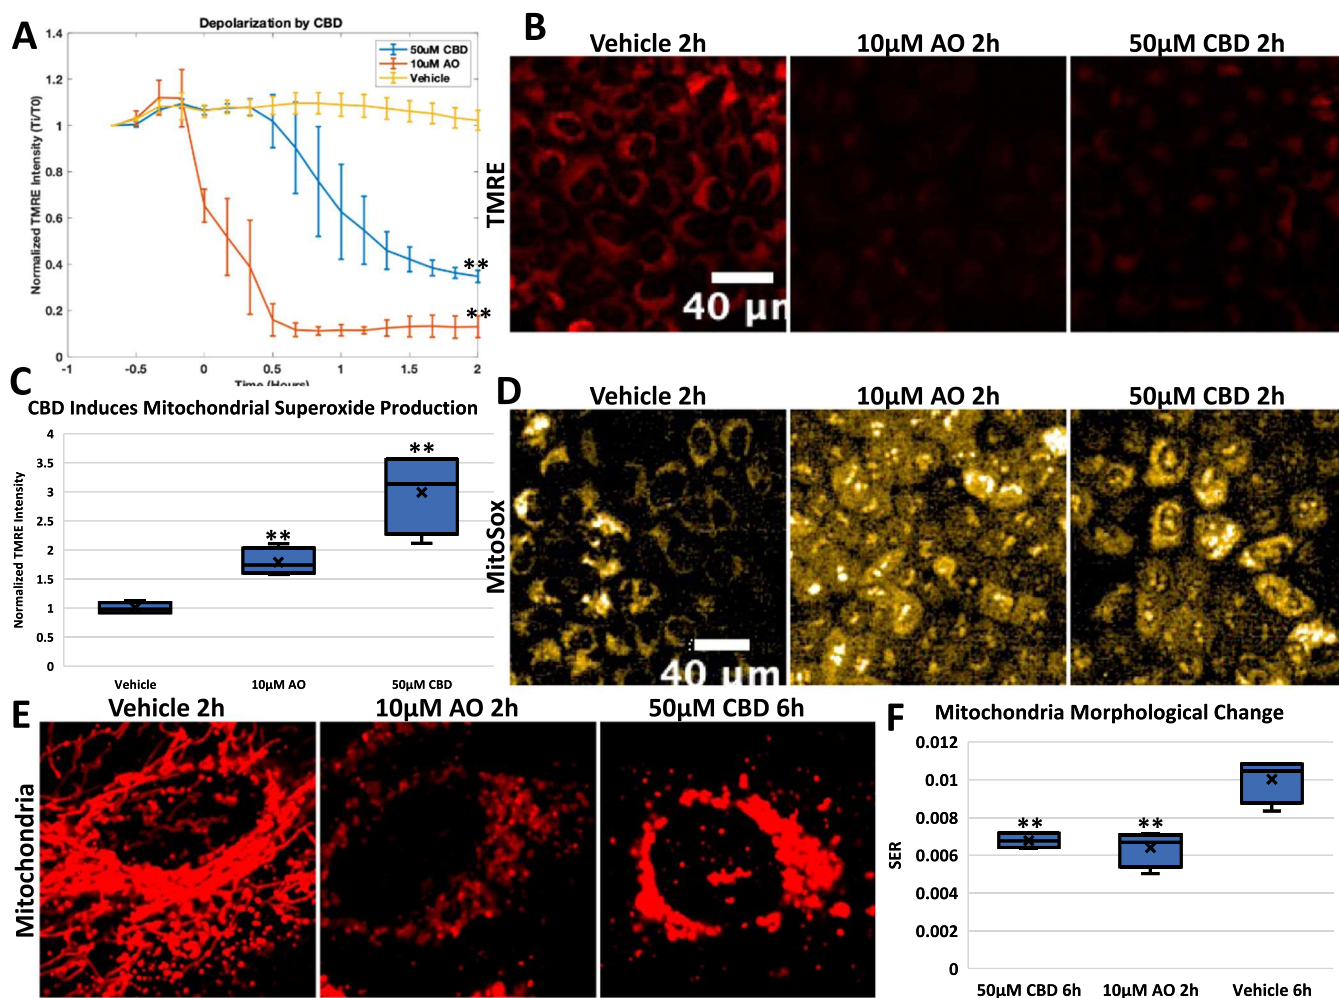 A
Depolarization by CBD
1.4
1.2
1
0.8
0.6
0.4
0.2
0
Normalized TMRE Intensity (Ti/T0)
50uM CBD
10uM AO
Vehicle
**
**
-1
-0.5
0
0.5
1
1.5
2
Time (Hours)
B
Vehicle 2h
10µM AO 2h
50µM CBD 2h
TMRE
40 µm
C
CBD Induces Mitochondrial Superoxide Production
4
3.5
3
2.5
2
1.5
1
0.5
0
Normalized TMRE Intensity
**
**
Vehicle
10µM AO
50µM CBD
D
Vehicle 2h
10µM AO 2h
50µM CBD 2h
MitoSox
40 µm
E
Vehicle 2h
10µM AO 2h
50µM CBD 6h
Mitochondria
F
Mitochondria Morphological Change
0.012
0.01
0.008
0.006
0.004
0.002
0
SER
**
**
50µM CBD 6h
10µM AO 2h
Vehicle 6h